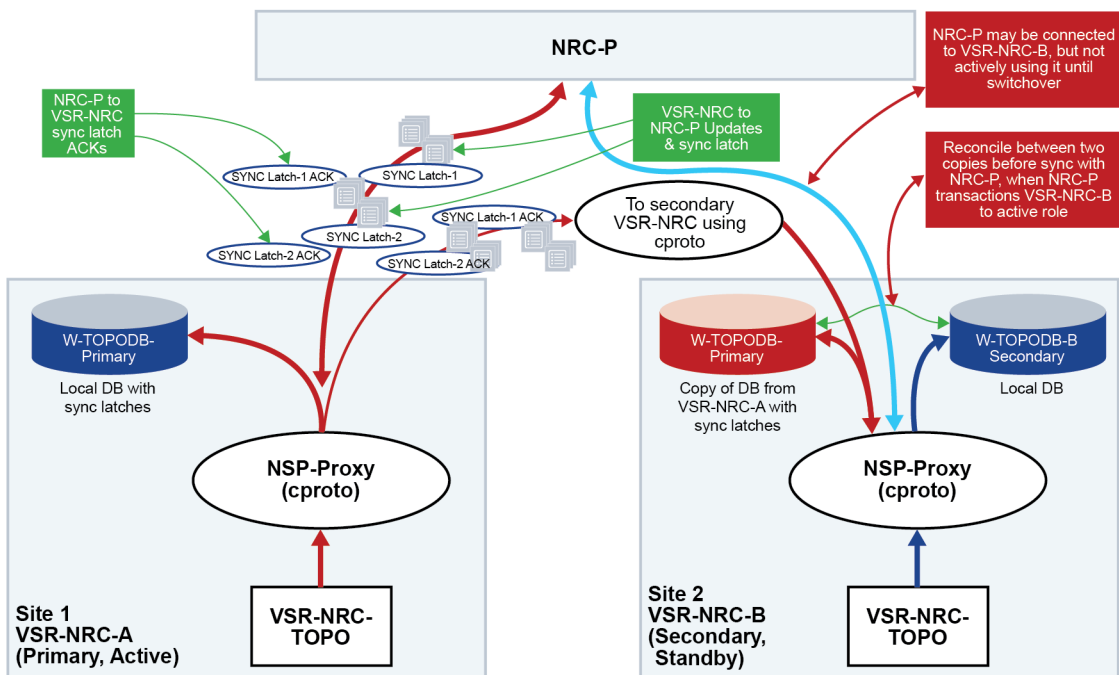 NRC-P
NRC-P may be connected
to VSR-NRC-B, but not
actively using it until
switchover
NRC-P to
VSR-NRC
sync latch
ACKs
VSR-NRC to
NRC-P Updates
& sync latch
Reconcile between two
copies before sync with
NRC-P, when NRC-P
transactions VSR-NRC-B
to active role
SYNC Latch-1 ACK
SYNC Latch-1
SYNC Latch-2
SYNC Latch-2 ACK
SYNC Latch-1 ACK
SYNC Latch-2 ACK
To secondary
VSR-NRC using
cproto
W-TOPODB-
Primary
Local DB with
sync latches
NSP-Proxy
(cproto)
VSR-NRC-
TOPO
Site 1
VSR-NRC-A
(Primary, Active)
W-TOPODB-
Primary
Copy of DB from
VSR-NRC-A with
sync latches
W-TOPODB-B
Secondary
Local DB
NSP-Proxy
(cproto)
VSR-NRC-
TOPO
Site 2
VSR-NRC-B
(Secondary,
Standby)